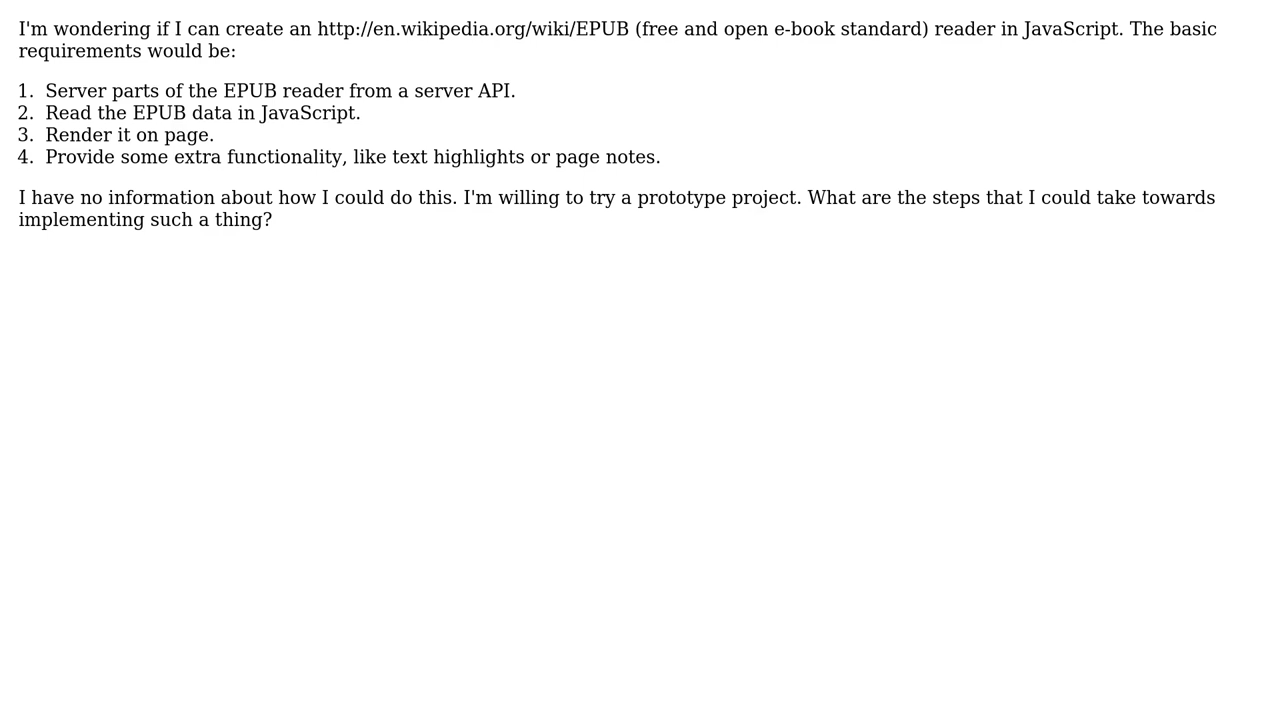 I'm wondering if I can create an http://en.wikipedia.org/wiki/EPUB (free and open e-book standard) reader in JavaScript. The basic
requirements would be:
1. Server parts of the EPUB reader from a server API.
2. Read the EPUB data in JavaScript.
3. Render it on page.
4. Provide some extra functionality, like text highlights or page notes.
I have no information about how I could do this. I'm willing to try a prototype project. What are the steps that I could take towards
implementing such a thing?